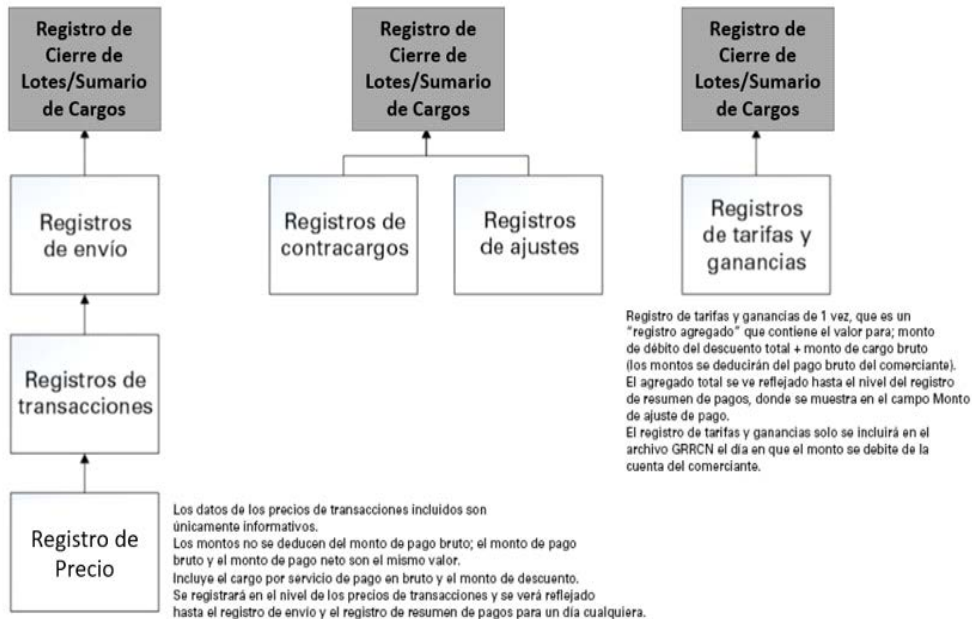 Registro de
Cierre de
Lotes/Sumario
de Cargos
Registros
de envío
Registros de
transacciones
Registro de
Precio
Los datos de los precios de transacciones incluidos son
únicamente informativos.
Los montos no se deducen del monto de pago bruto; el monto de pago
bruto y el monto de pago neto son el mismo valor.
Incluye el cargo por servicio de pago en bruto y el monto de descuento.
Se registrará en el nivel de los precios de transacciones y se verá reflejado
hasta el registro de envío y el registro de resumen de pagos para un día cualquiera.
Registro de
Cierre de
Lotes/Sumario
de Cargos
Registros de
contracargos
Registros
de ajustes
Registro de
Cierre de
Lotes/Sumario
de Cargos
Registros
de tarifas y
ganancias
Registro de tarifas y ganancias de 1 vez, que es un
"registro agregado" que contiene el valor para; monto
de débito del descuento total + monto de cargo bruto
(los montos se deducirán del pago bruto del comerciante).
El agregado total se ve reflejado hasta el nivel del registro
de resumen de pagos, donde se muestra en el campo Monto
de ajuste de pago.
El registro de tarifas y ganancias solo se incluirá en el
archivo GRRCN el día en que el monto se debite de la
cuenta del comerciante.